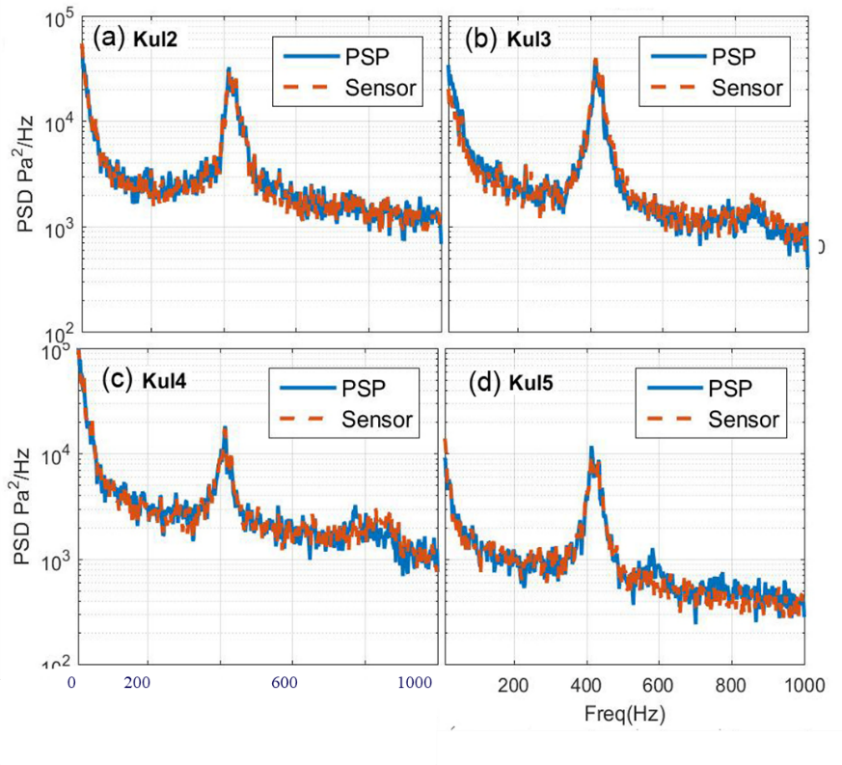 10^5
(a) Kul2
PSP
Sensor
(b) Kul3
PSP
Sensor
10^4
PSD Pa^2/Hz
10^3
0
10^2
10^5
(c) Kul4
PSP
Sensor
(d) Kul5
PSP
Sensor
10^4
PSD Pa^2/Hz
10^3
10^2
0 200 600 1000
200 400 600 800 1000
Freq(Hz)